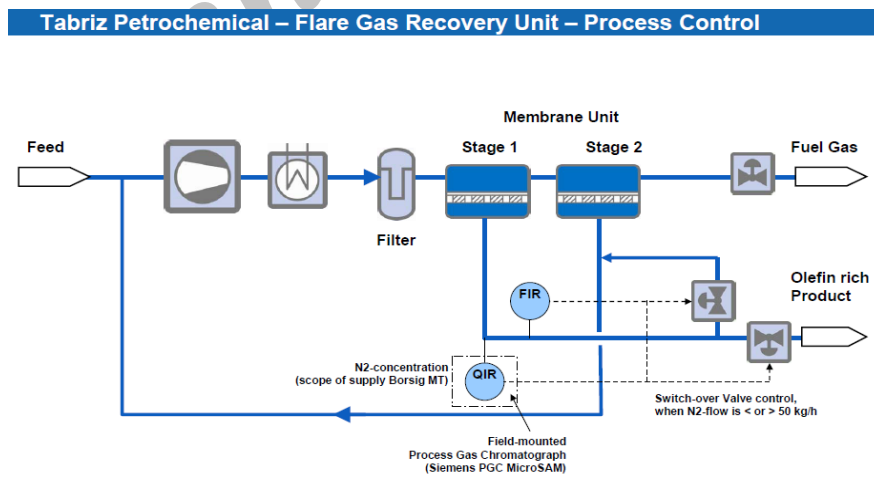 Tabriz Petrochemical – Flare Gas Recovery Unit – Process Control
Membrane Unit
Feed
Stage 1
Stage 2
Fuel Gas
Filter
Olefin rich
Product
FIR
N2-concentration
(scope of supply Borsig MT)
QIR
Switch-over Valve control,
when N2-flow is < or > 50 kg/h
Field-mounted
Process Gas Chromatograph
(Siemens PGC MicroSAM)